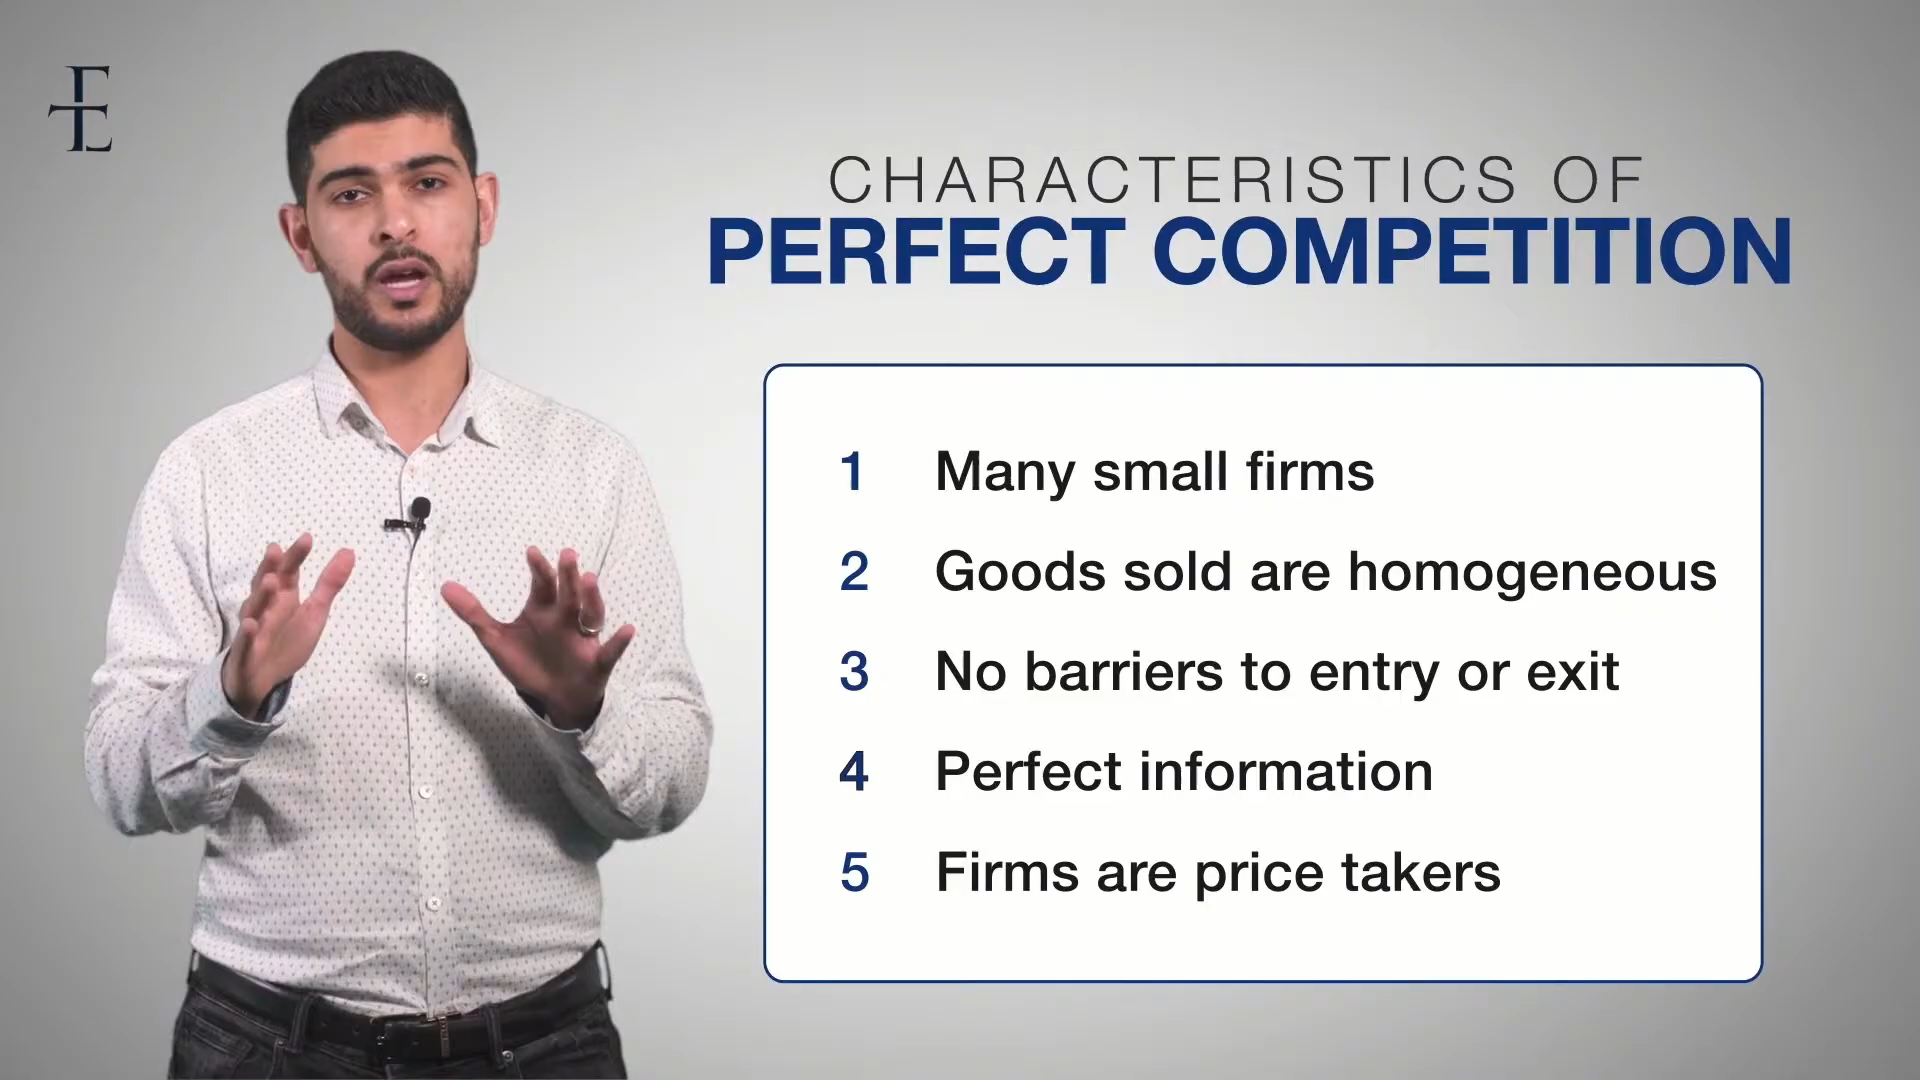 CHARACTERISTICS OF
PERFECT COMPETITION
1 Many small firms
2 Goods sold are homogeneous
3 No barriers to entry or exit
4 Perfect information
5 Firms are price takers